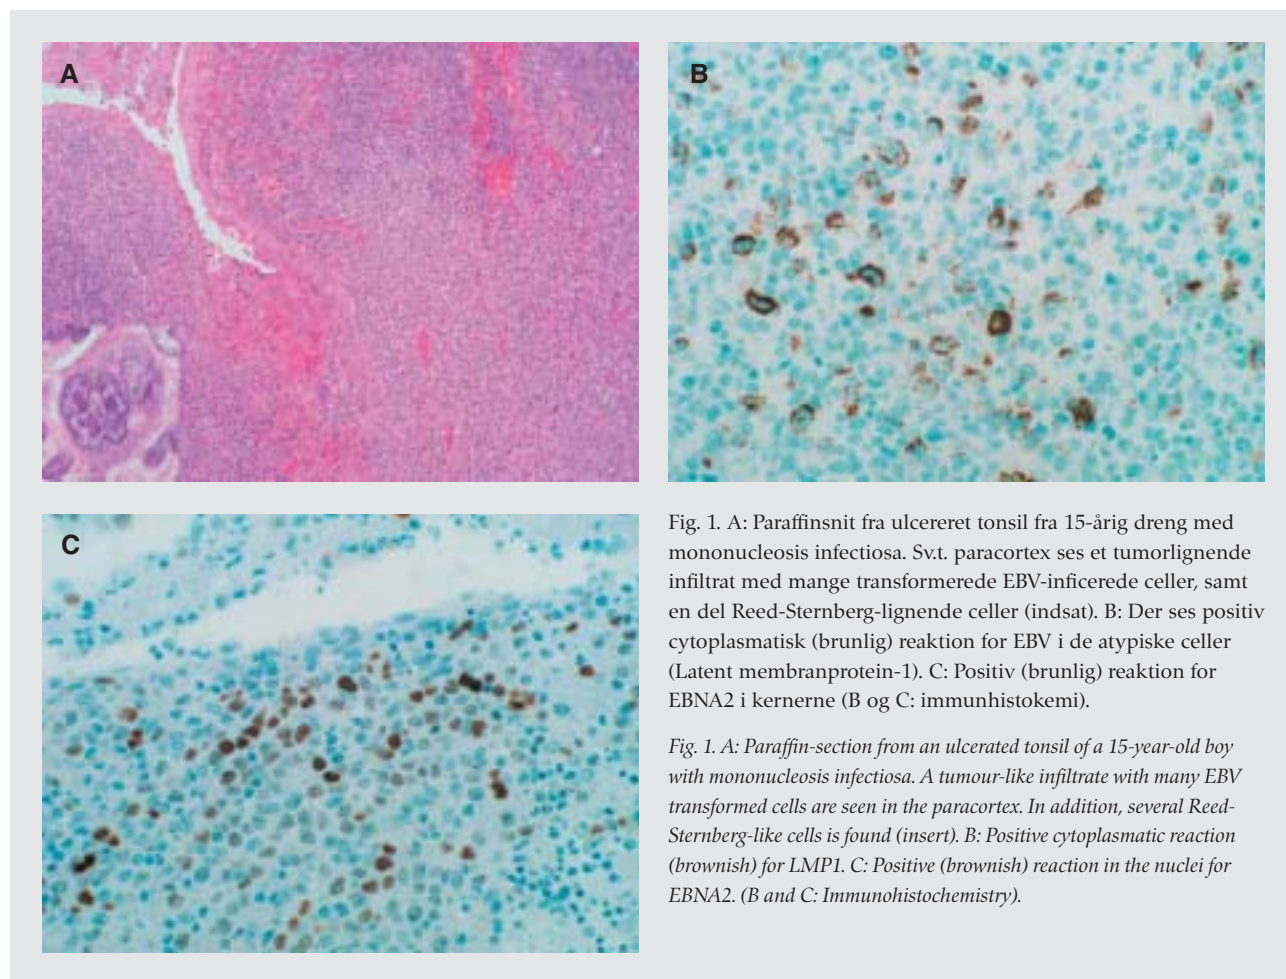 A
B
C
Fig. 1. A: Paraffinsnit fra ulcereret tonsil fra 15-årig dreng med
mononucleosis infectiosa. Sv.t. paracortex ses et tumorlignende
infiltrat med mange transformerede EBV-inficerede celler, samt
en del Reed-Sternberg-lignende celler (indsat). B: Der ses positiv
cytoplasmatisk (brunlig) reaktion for EBV i de atypiske celler
(Latent membranprotein-1). C: Positiv (brunlig) reaktion for
EBNA2 i kernerne (B og C: immunhistokemi).
Fig. 1. A: Paraffin-section from an ulcerated tonsil of a 15-year-old boy
with mononucleosis infectiosa. A tumour-like infiltrate with many EBV
transformed cells are seen in the paracortex. In addition, several Reed-
Sternberg-like cells is found (insert). B: Positive cytoplasmatic reaction
(brownish) for LMP1. C: Positive (brownish) reaction in the nuclei for
EBNA2. (B and C: Immunohistochemistry).